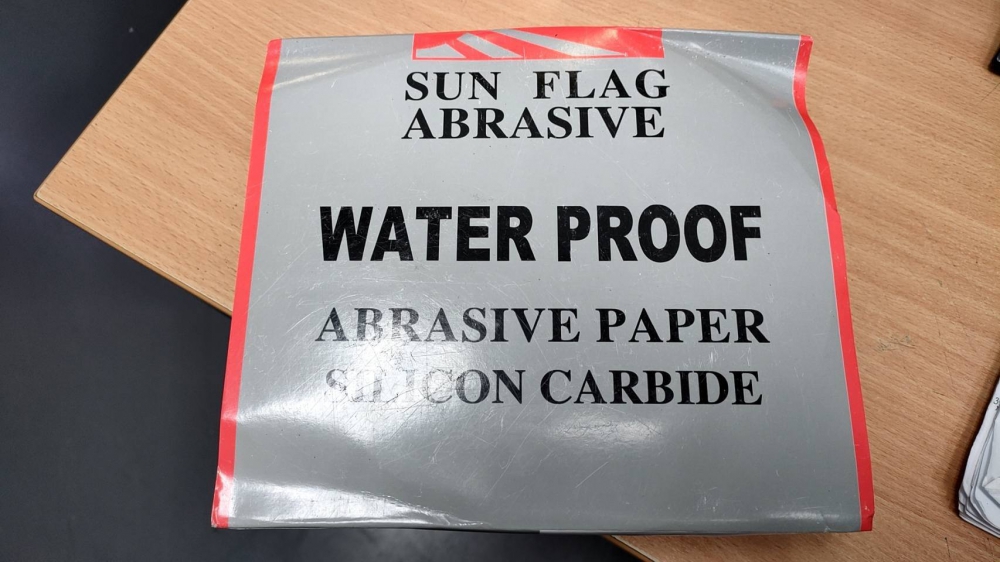 SUN FLAG
ABRASIVE
WATER PROOF
ABRASIVE PAPER
SILICON CARBIDE